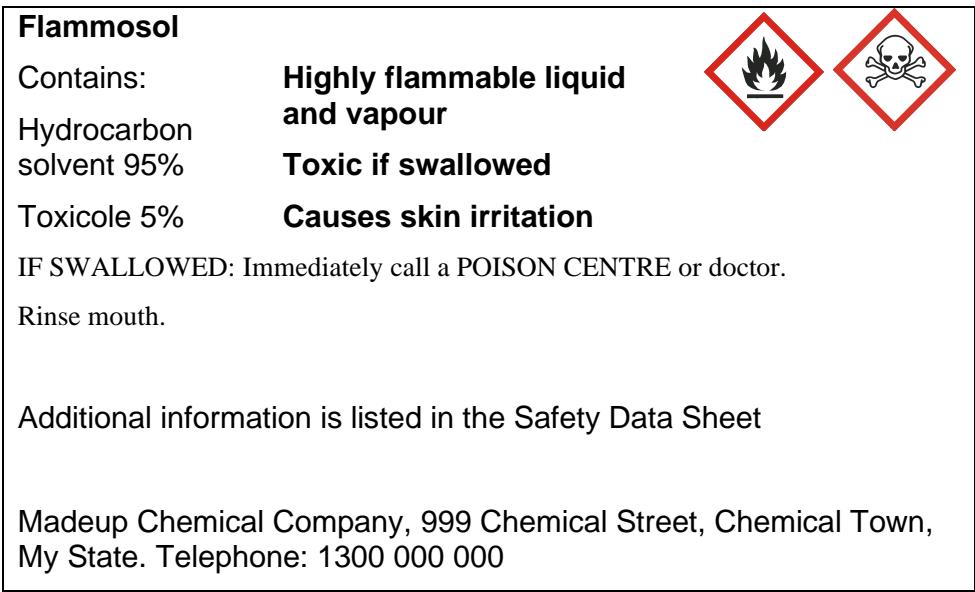 Flammosol
Contains:
Highly flammable liquid
and vapour
Hydrocarbon
solvent 95%
Toxic if swallowed
Toxicole 5%
Causes skin irritation
IF SWALLOWED: Immediately call a POISON CENTRE or doctor.
Rinse mouth.
Additional information is listed in the Safety Data Sheet
Madeup Chemical Company, 999 Chemical Street, Chemical Town,
My State. Telephone: 1300 000 000